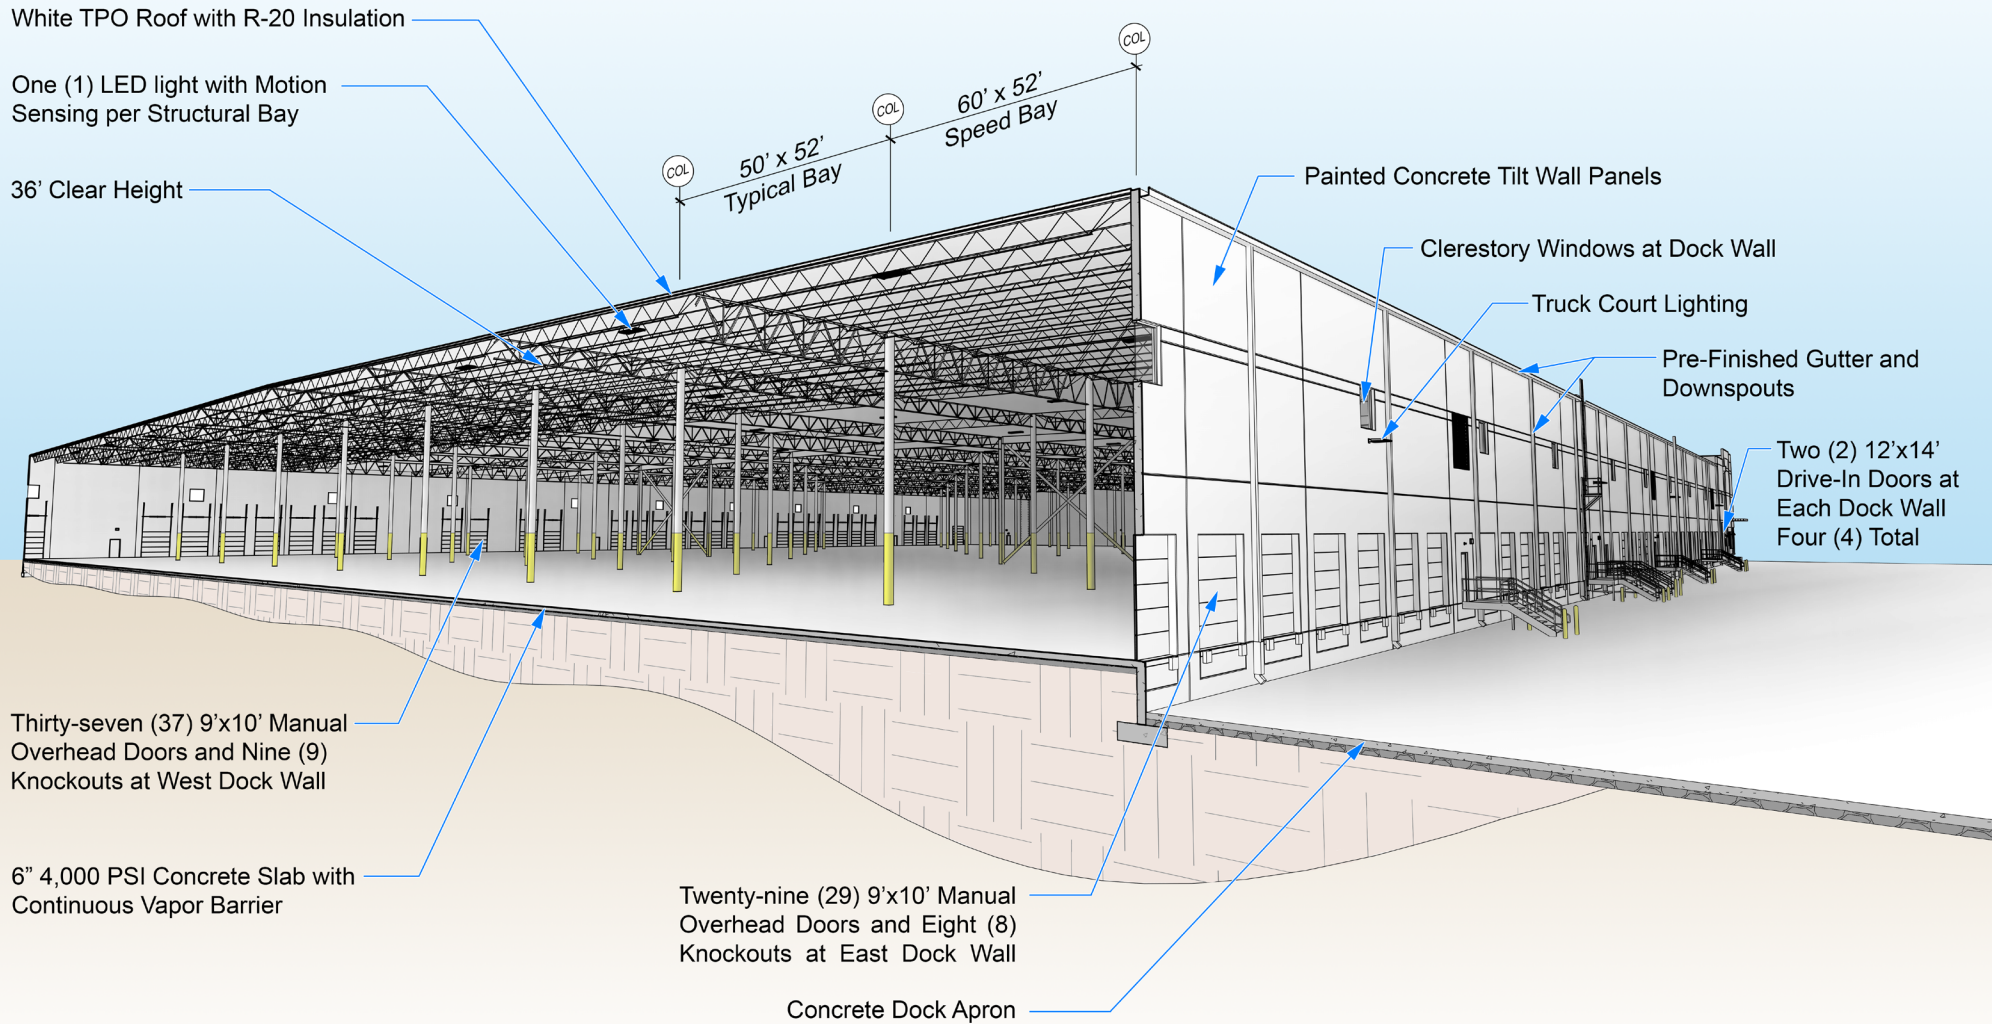 White TPO Roof with R-20 Insulation
One (1) LED light with Motion
Sensing per Structural Bay
36’ Clear Height
COL
COL
COL
50’ x 52’
Typical Bay
60’ x 52’
Speed Bay
Painted Concrete Tilt Wall Panels
Clerestory Windows at Dock Wall
Truck Court Lighting
Pre-Finished Gutter and
Downspouts
Two (2) 12’x14’
Drive-In Doors at
Each Dock Wall
Four (4) Total
Thirty-seven (37) 9’x10’ Manual
Overhead Doors and Nine (9)
Knockouts at West Dock Wall
6” 4,000 PSI Concrete Slab with
Continuous Vapor Barrier
Twenty-nine (29) 9’x10’ Manual
Overhead Doors and Eight (8)
Knockouts at East Dock Wall
Concrete Dock Apron